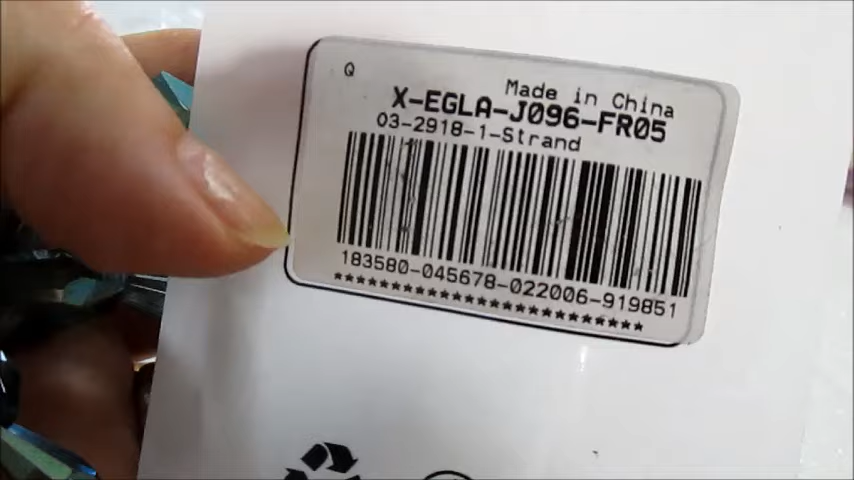 Q
Made in China
X-EGLA-J096-FR05
03-2918-1-Strand
183580-045678-022006-919851
***************************